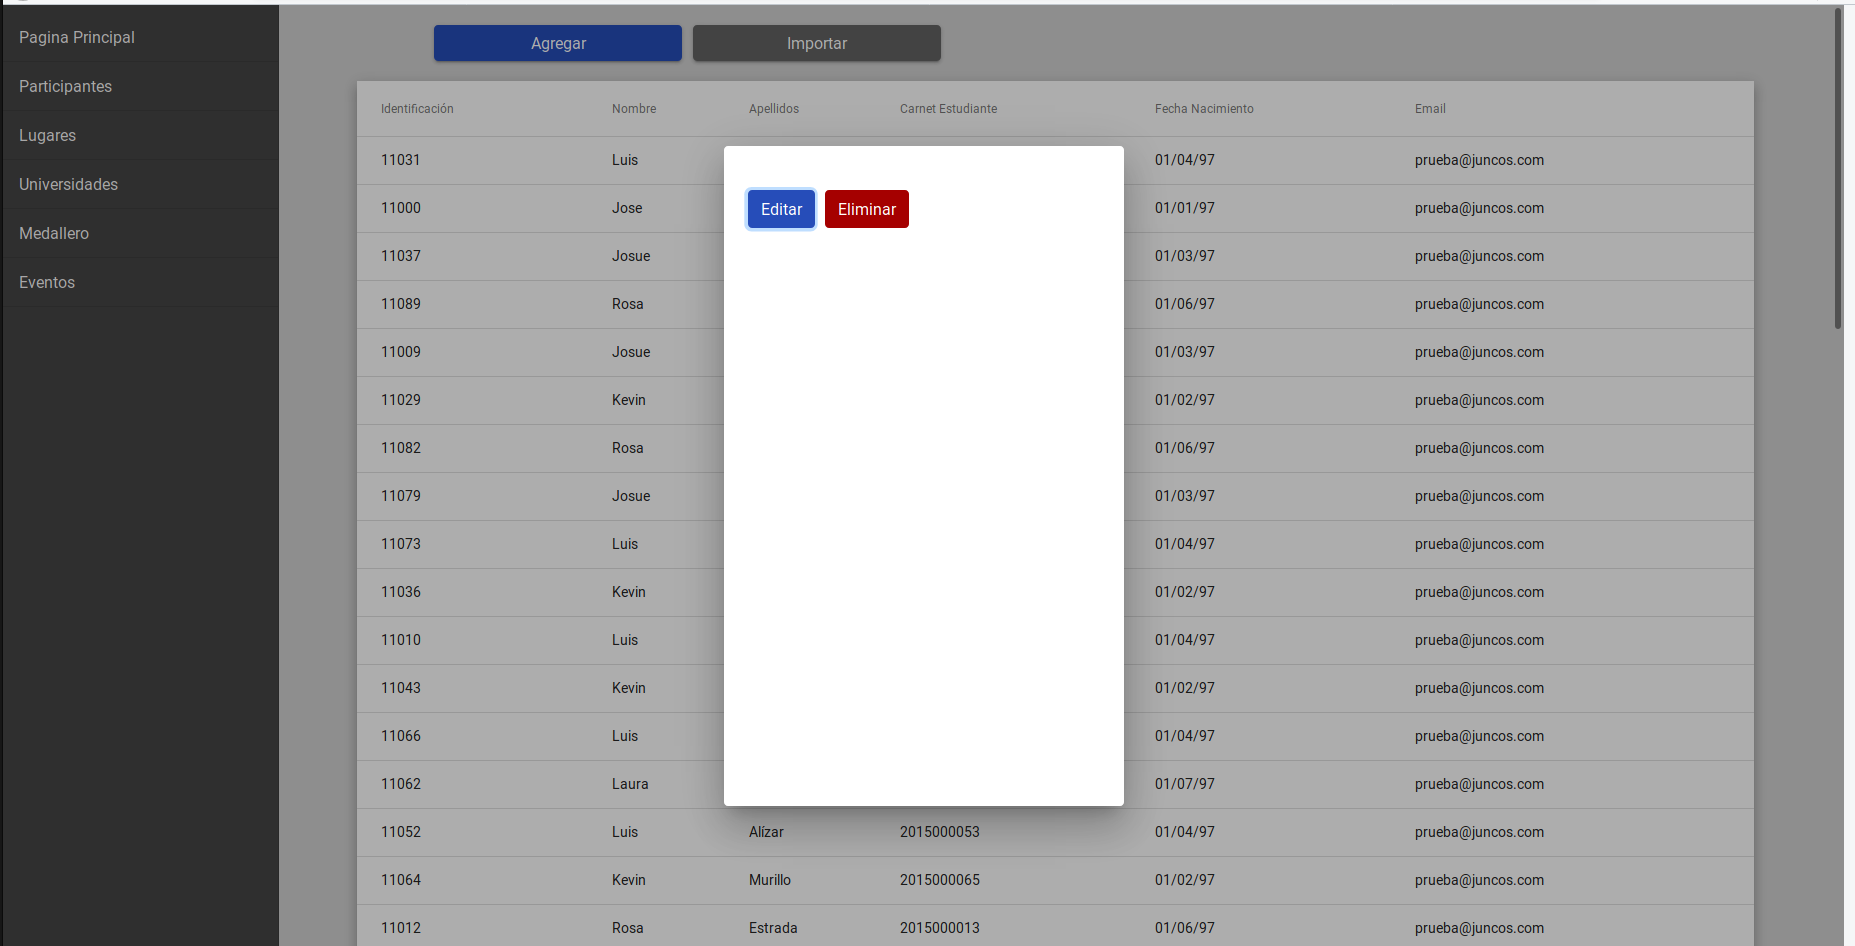 Pagina Principal
Participantes
Lugares
Universidades
Medallero
Eventos
Agregar Importar
Identificación Nombre Apellidos Carnet Estudiante Fecha Nacimiento Email
11031 Luis 01/04/97 prueba@juncos.com
11000 Jose 01/01/97 prueba@juncos.com
11037 Josue 01/03/97 prueba@juncos.com
11089 Rosa 01/06/97 prueba@juncos.com
11009 Josue 01/03/97 prueba@juncos.com
11029 Kevin 01/02/97 prueba@juncos.com
11082 Rosa 01/06/97 prueba@juncos.com
11079 Josue 01/03/97 prueba@juncos.com
11073 Luis 01/04/97 prueba@juncos.com
11036 Kevin 01/02/97 prueba@juncos.com
11010 Luis 01/04/97 prueba@juncos.com
11043 Kevin 01/02/97 prueba@juncos.com
11066 Luis 01/04/97 prueba@juncos.com
11062 Laura 01/07/97 prueba@juncos.com
11052 Luis Alízar 2015000053 01/04/97 prueba@juncos.com
11064 Kevin Murillo 2015000065 01/02/97 prueba@juncos.com
11012 Rosa Estrada 2015000013 01/06/97 prueba@juncos.com
Editar Eliminar